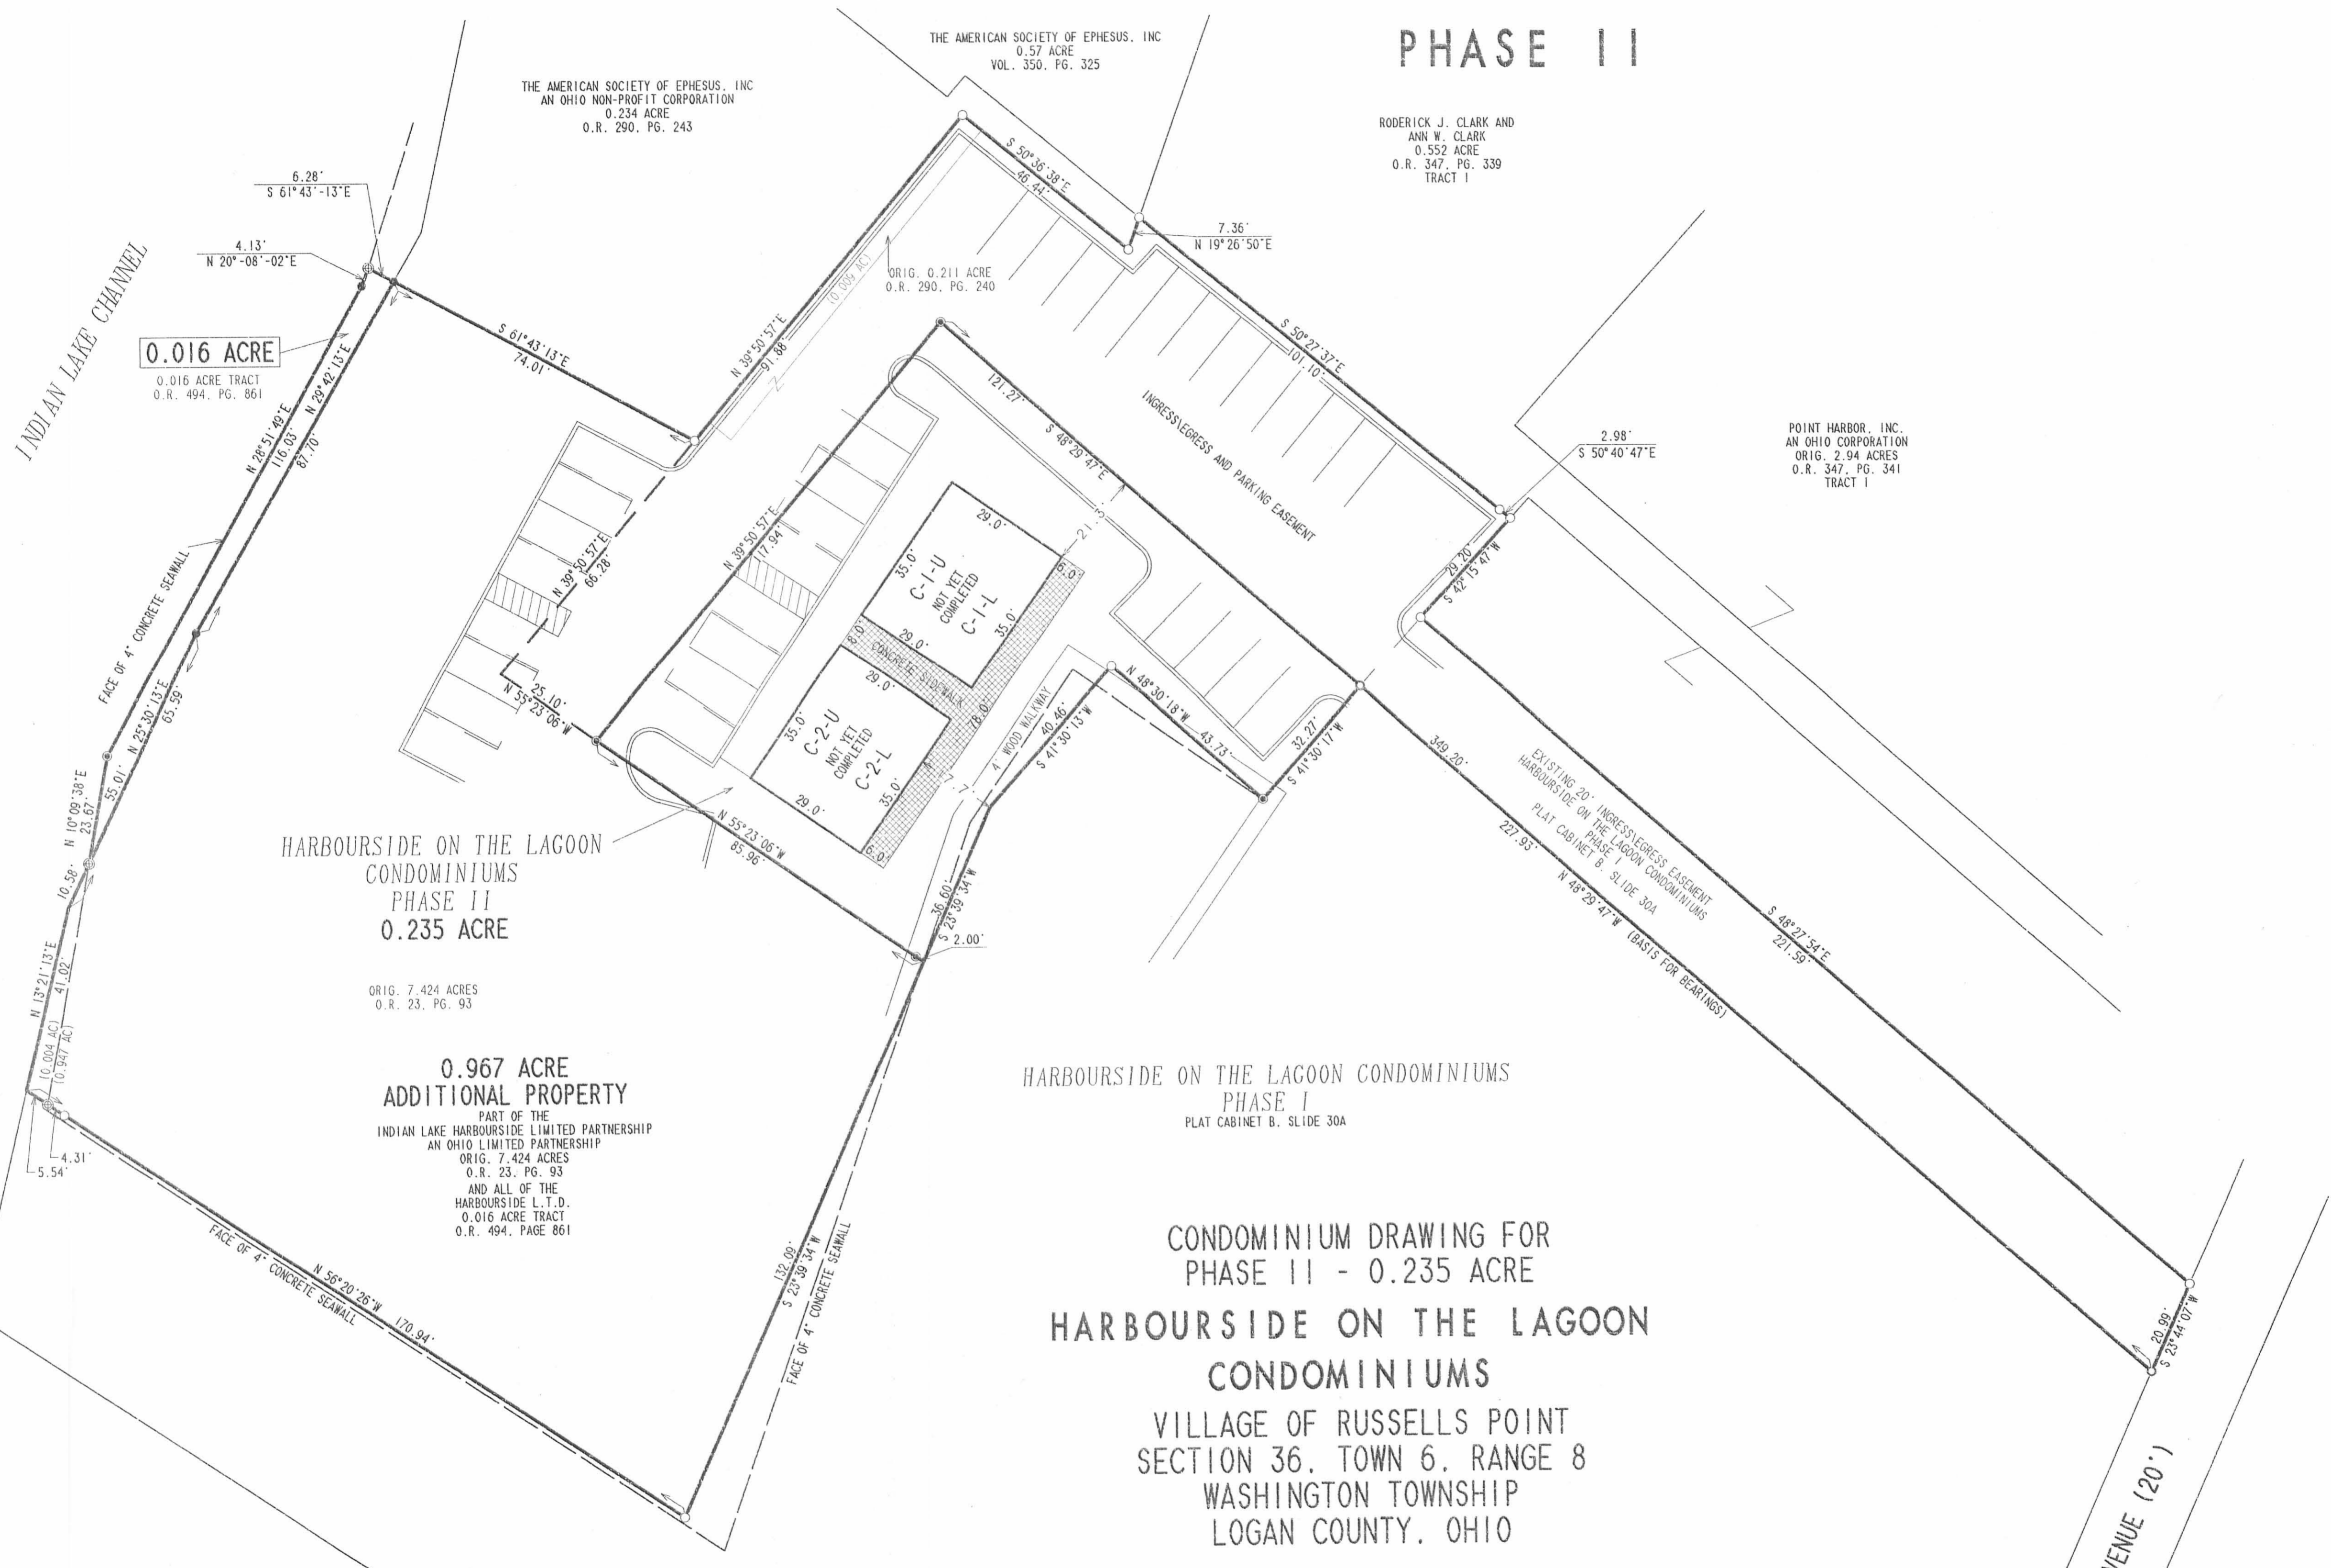 PHASE II
THE AMERICAN SOCIETY OF EPHESUS, INC
0.57 ACRE
VOL. 350, PG. 325
THE AMERICAN SOCIETY OF EPHESUS, INC
AN OHIO NON-PROFIT CORPORATION
0.234 ACRE
O.R. 290, PG. 243
RODERICK J. CLARK AND
ANN W. CLARK
0.552 ACRE
O.R. 347, PG. 339
TRACT I
6.28'
S 61°43'-13"E
4.13'
N 20°-08'-02"E
INDIAN LAKE CHANNEL
0.016 ACRE
0.016 ACRE TRACT
O.R. 494, PG. 861
S 50°36'38"E
46.44'
7.36'
N 19°26'50"E
ORIG. 0.211 ACRE
O.R. 290, PG. 240
(0.009 AC)
N 39°50'57"E
91.88'
S 61°43'13"E
74.01'
N 28°51'49"E
116.03'
N 29°42'13"E
87.70'
S 50°27'37"E
101.10'
INGRESS\EGRESS AND PARKING EASEMENT
121.27'
S 48°29'47"E
2.98'
S 50°40'47"E
POINT HARBOR, INC.
AN OHIO CORPORATION
ORIG. 2.94 ACRES
O.R. 347, PG. 341
TRACT I
29.20'
S 42°15'47"W
N 39°50'57"E
117.94'
N 39°50'57"E
66.28'
29.0'
35.0'
C-1-U
NOT YET
COMPLETED
C-1-L
35.0'
29.0'
21.3'
6.0'
8.0'
CONCRETE SIDEWALK
29.0'
35.0'
C-2-U
NOT YET
COMPLETED
C-2-L
35.0'
29.0'
78.0'
17.7'
6.0'
4' WOOD WALKWAY
40.46'
S 41°30'13"W
N 48°30'18"W
43.73'
32.27'
S 41°30'17"W
FACE OF 4" CONCRETE SEAWALL
N 25°30'13"E
65.59'
55.01'
N 10°09'38"E
23.67'
10.58'
25.10'
N 55°23'06"W
N 55°23'06"W
85.96'
36.60'
S 23°39'34"W
2.00'
349.20'
227.93'
N 48°29'47"W (BASIS FOR BEARINGS)
EXISTING 20' INGRESS\EGRESS EASEMENT
HARBOURSIDE ON THE LAGOON CONDOMINIUMS
PHASE I
PLAT CABINET B, SLIDE 30A
S 48°27'54"E
221.59'
HARBOURSIDE ON THE LAGOON
CONDOMINIUMS
PHASE II
0.235 ACRE
ORIG. 7.424 ACRES
O.R. 23, PG. 93
N 13°21'13"E
41.02'
(0.004 AC)
(0.947 AC)
4.31'
5.54'
0.967 ACRE
ADDITIONAL PROPERTY
PART OF THE
INDIAN LAKE HARBOURSIDE LIMITED PARTNERSHIP
AN OHIO LIMITED PARTNERSHIP
ORIG. 7.424 ACRES
O.R. 23, PG. 93
AND ALL OF THE
HARBOURSIDE L.T.D.
0.016 ACRE TRACT
O.R. 494, PAGE 861
HARBOURSIDE ON THE LAGOON CONDOMINIUMS
PHASE I
PLAT CABINET B, SLIDE 30A
FACE OF 4" CONCRETE SEAWALL
N 56°20'26"W
170.94'
132.09'
S 23°39'34"W
FACE OF 4" CONCRETE SEAWALL
20.99'
S 23°44'07"W
CONDOMINIUM DRAWING FOR
PHASE II - 0.235 ACRE
HARBOURSIDE ON THE LAGOON
CONDOMINIUMS
VILLAGE OF RUSSELLS POINT
SECTION 36, TOWN 6, RANGE 8
WASHINGTON TOWNSHIP
LOGAN COUNTY, OHIO
VENUE (20')